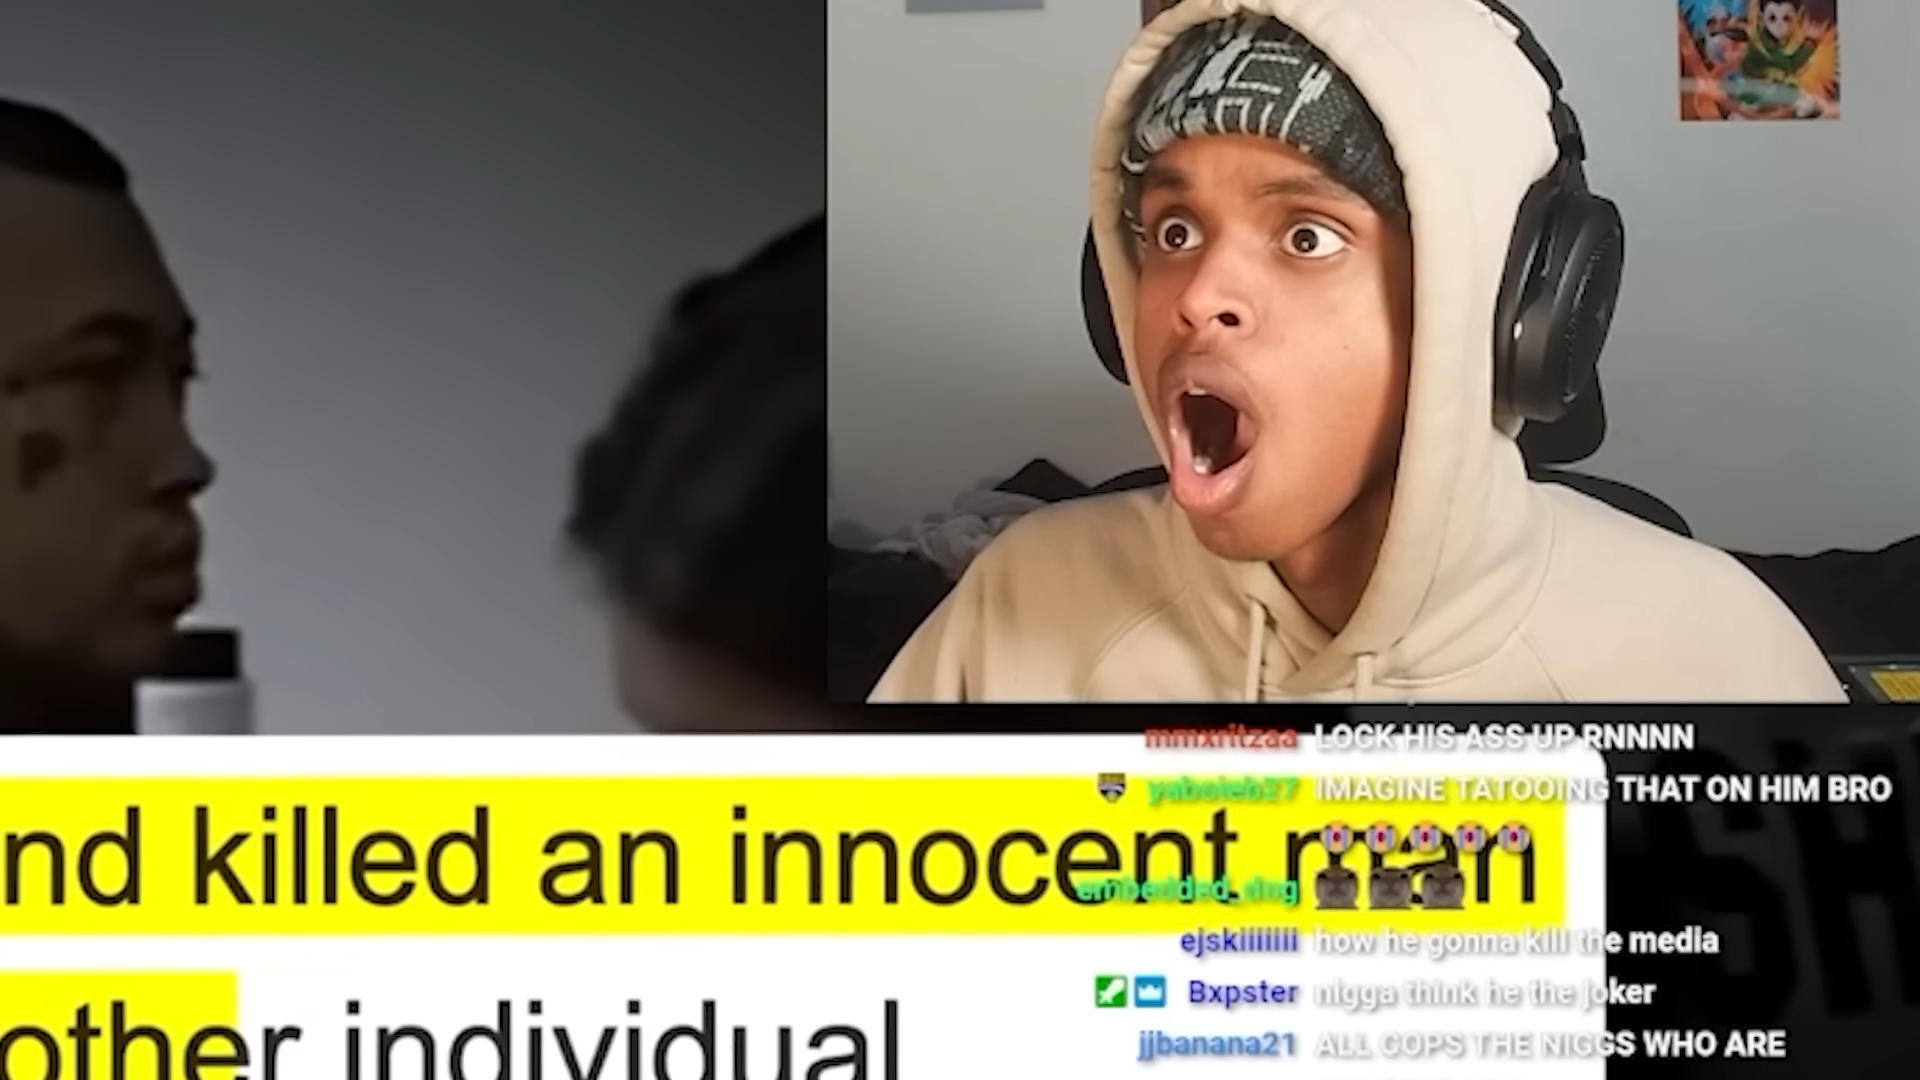 mmxritzaa LOCK HIS ASS UP RNNNN
yaboieb27 IMAGINE TATOOING THAT ON HIM BRO
nd killed an innocent man
embedded_dng
ejskiiiiiii how he gonna kill the media
Bxpster nigga think he the joker
other individual
jjbanana21 ALL COPS THE NIGGS WHO ARE